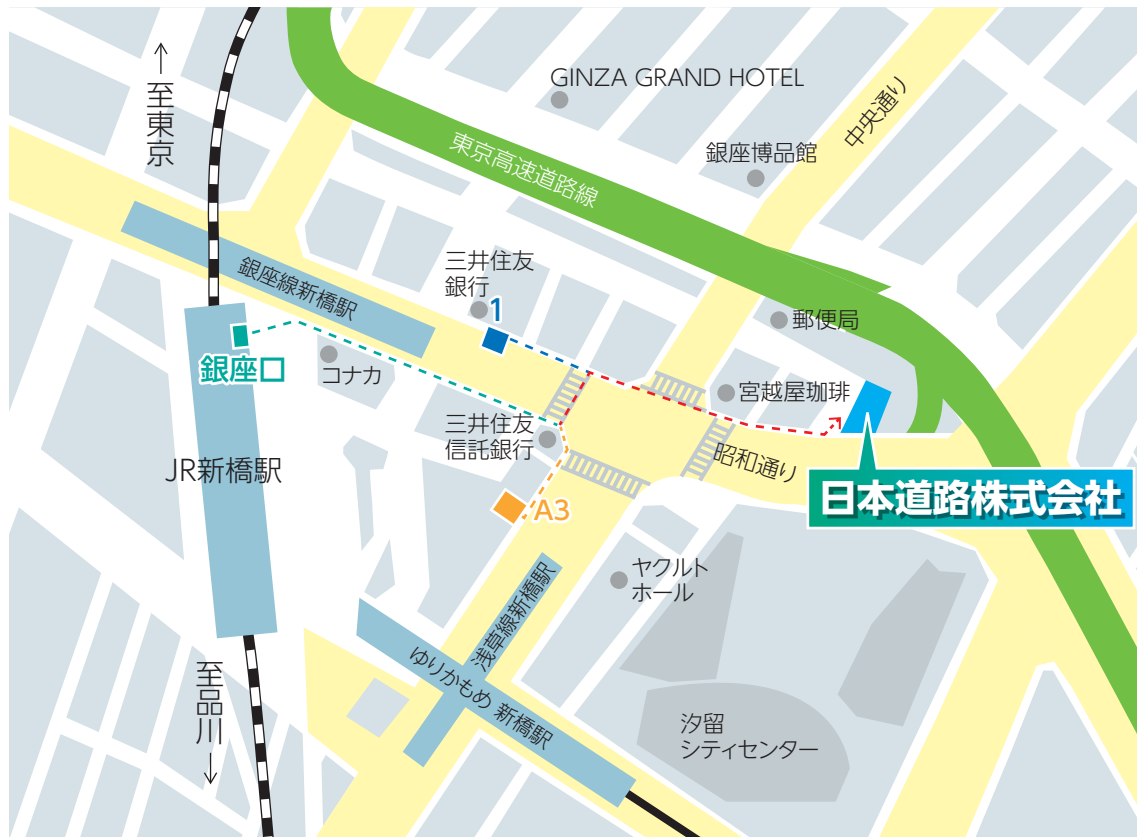 GINZA GRAND HOTEL
中央通り
←至東京
東京高速道路線
銀座博品館
三井住友
銀行
銀座線新橋駅
1
郵便局
銀座口
コナカ
宮越屋珈琲
三井住友
信託銀行
昭和通り
JR新橋駅
日本道路株式会社
A3
ヤクルト
ホール
浅草線新橋駅
ゆりかもめ 新橋駅
至品川→
汐留
シティセンター